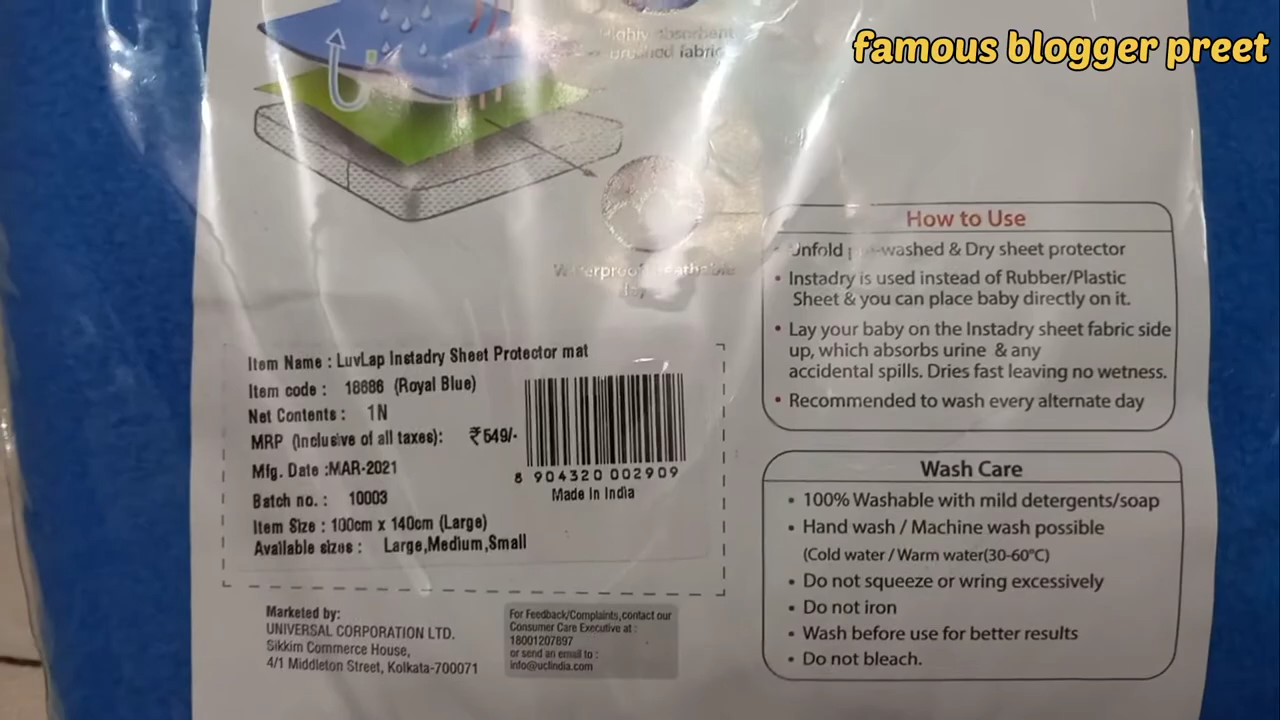 famous blogger preet
Highly absorbent
brushed fabric
Waterproof breathable
How to Use
• Unfold washed & Dry sheet protector
• Instadry is used instead of Rubber/Plastic
Sheet & you can place baby directly on it.
• Lay your baby on the Instadry sheet fabric side
up, which absorbs urine & any
accidental spills. Dries fast leaving no wetness.
• Recommended to wash every alternate day
Item Name : LuvLap Instadry Sheet Protector mat
Item code : 18686 (Royal Blue)
Net Contents : 1N
MRP (Inclusive of all taxes): ₹549/-
Mfg. Date :MAR-2021
Batch no. : 10003
Item Size : 100cm x 140cm (Large)
Available sizes : Large,Medium,Small
8 904320 002909
Made In India
Wash Care
• 100% Washable with mild detergents/soap
• Hand wash / Machine wash possible
(Cold water / Warm water(30-60°C)
• Do not squeeze or wring excessively
• Do not iron
• Wash before use for better results
• Do not bleach.
Marketed by:
UNIVERSAL CORPORATION LTD.
Sikkim Commerce House,
4/1 Middleton Street, Kolkata-700071
For Feedback/Complaints,contact our
Consumer Care Executive at :
18001207897
or send an email to :
info@uclindia.com